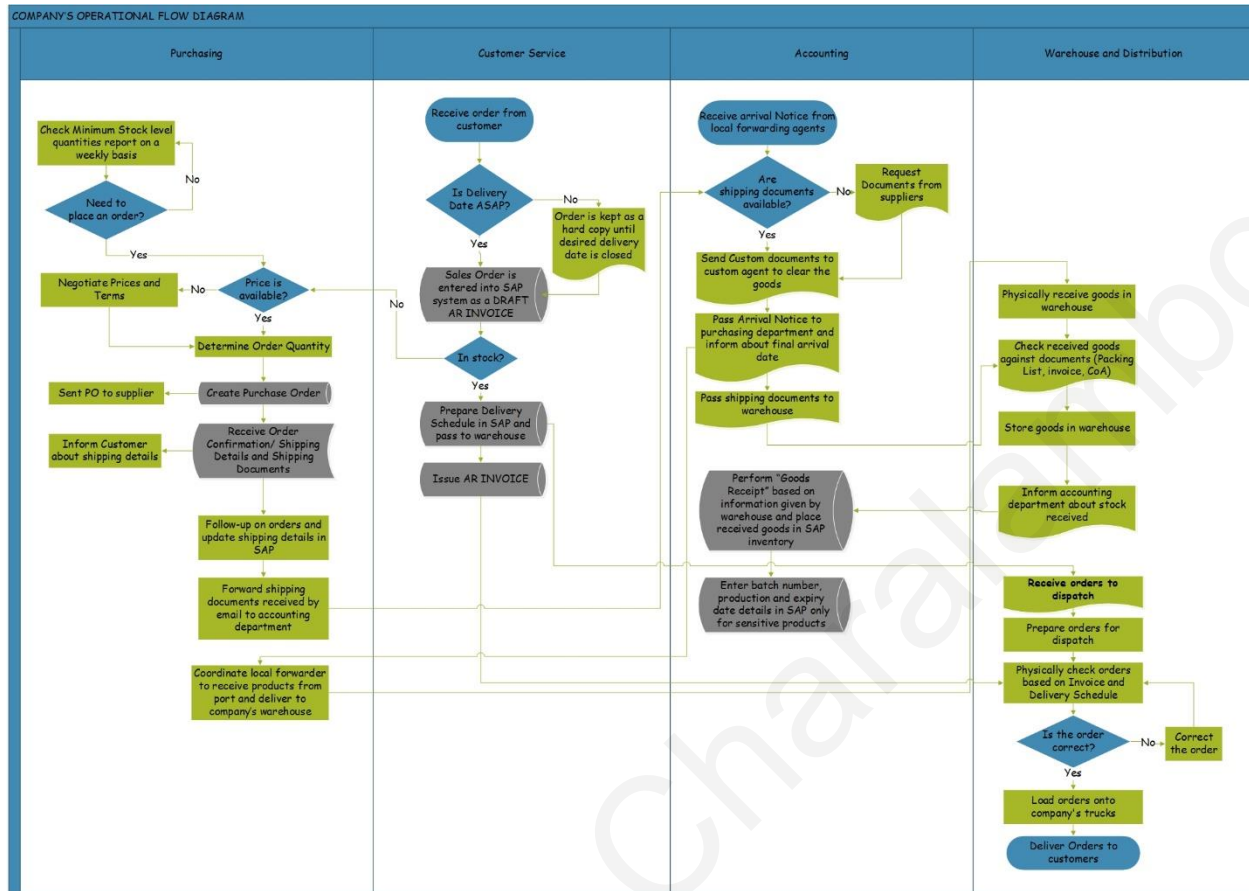 COMPANY'S OPERATIONAL FLOW DIAGRAM
Purchasing
Customer Service
Accounting
Warehouse and Distribution
Check Minimum Stock level
quantities report on a
weekly basis
No
Need to
place an order?
Yes
Negotiate Prices and
Terms
No
Price is
available?
Yes
Determine Order Quantity
Sent PO to supplier
Create Purchase Order
Inform Customer
about shipping details
Receive Order
Confirmation/ Shipping
Details and Shipping
Documents
Follow-up on orders and
update shipping details in
SAP
Forward shipping
documents received by
email to accounting
department
Coordinate local forwarder
to receive products from
port and deliver to
company's warehouse
Receive order from
customer
Is Delivery
Date ASAP?
No
Order is kept as a
hard copy until
desired delivery
date is closed
Yes
Sales Order is
entered into SAP
system as a DRAFT
AR INVOICE
No
In stock?
Yes
Prepare Delivery
Schedule in SAP and
pass to warehouse
Issue AR INVOICE
Receive arrival Notice from
local forwarding agents
Are
shipping documents
available?
No
Request
Documents from
suppliers
Yes
Send Custom documents to
custom agent to clear the
goods
Pass Arrival Notice to
purchasing department and
inform about final arrival
date
Pass shipping documents to
warehouse
Perform "Goods
Receipt" based on
information given by
warehouse and place
received goods in SAP
inventory
Enter batch number,
production and expiry
date details in SAP only
for sensitive products
Physically receive goods in
warehouse
Check received goods
against documents (Packing
List, invoice, CoA)
Store goods in warehouse
Inform accounting
department about stock
received
Receive orders to
dispatch
Prepare orders for
dispatch
Physically check orders
based on Invoice and
Delivery Schedule
Is the order
correct?
No
Correct
the order
Yes
Load orders onto
company's trucks
Deliver Orders to
customers
Charalambo